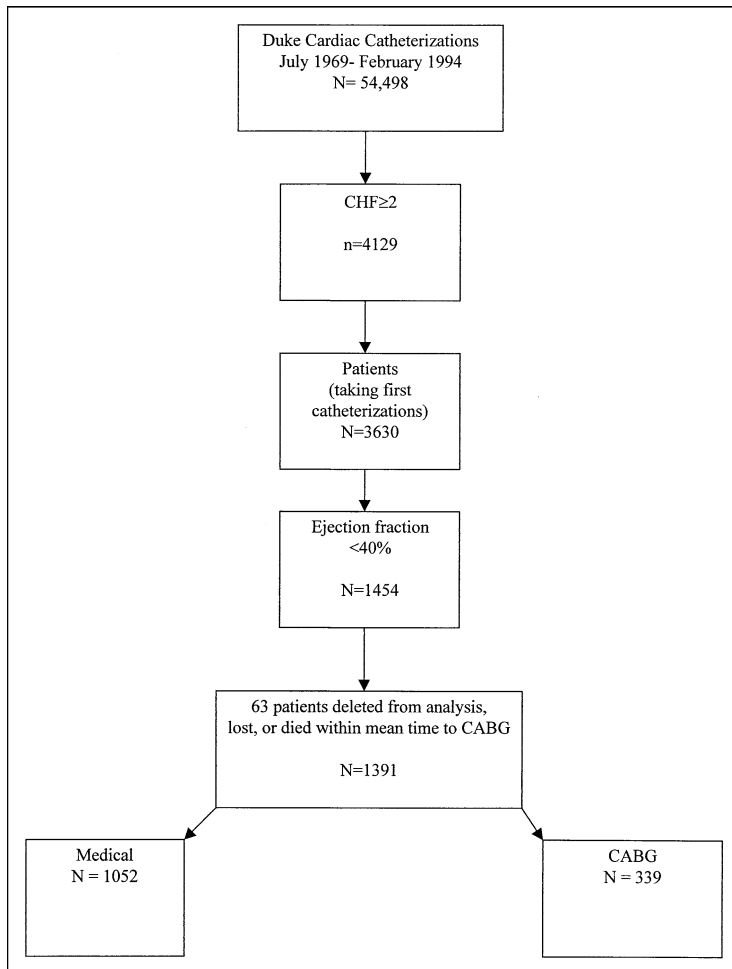 Duke Cardiac Catheterizations
July 1969- February 1994
N= 54,498
CHF≥2
n=4129
Patients
(taking first
catheterizations)
N=3630
Ejection fraction
<40%
N=1454
63 patients deleted from analysis,
lost, or died within mean time to CABG
N=1391
Medical
N = 1052
CABG
N = 339